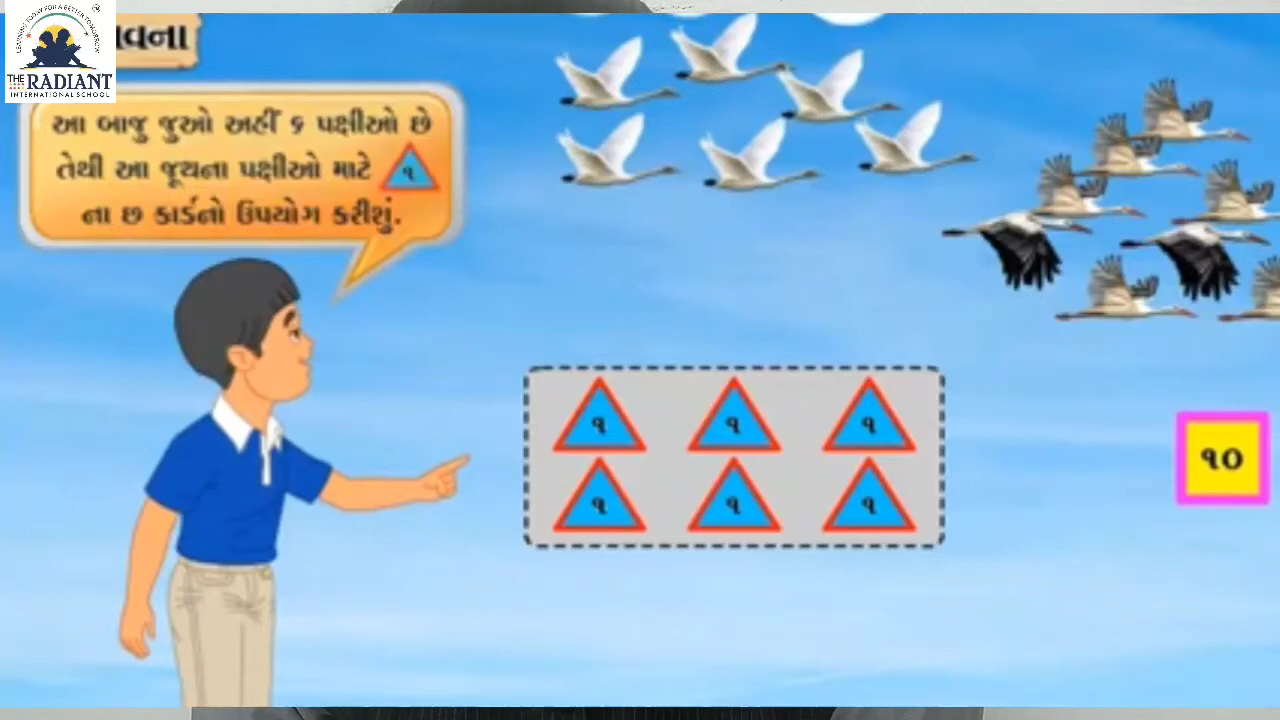 THE RADIANT
INTERNATIONAL SCHOOL
આ બાજુ જુઓ અહીં ૬ પક્ષીઓ છે
તેથી આ જૂથના પક્ષીઓ માટે ૧
ના છ કાર્ડનો ઉપયોગ કરીશું.
૧ ૧ ૧
૧ ૧ ૧
૧૦